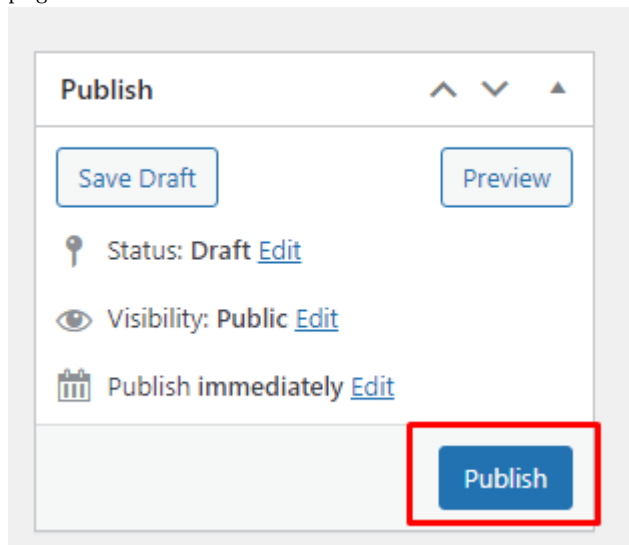 Publish
Save Draft Preview
Status: Draft Edit
Visibility: Public Edit
Publish immediately Edit
Publish